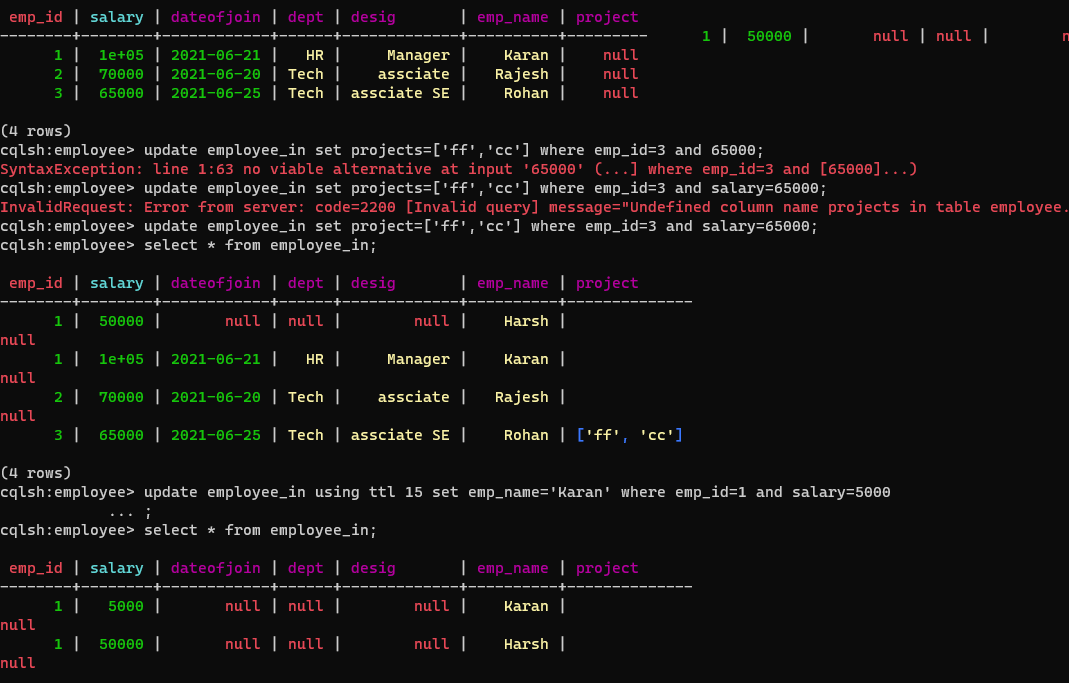 emp_id | salary | dateofjoin | dept | desig       | emp_name | project
--------+--------+------------+------+-------------+----------+---------      1 |  50000 |       null | null |        n
      1 |  1e+05 | 2021-06-21 |   HR |     Manager |    Karan |    null
      2 |  70000 | 2021-06-20 | Tech |    assciate |   Rajesh |    null
      3 |  65000 | 2021-06-25 | Tech | assciate SE |    Rohan |    null
(4 rows)
cqlsh:employee> update employee_in set projects=['ff','cc'] where emp_id=3 and 65000;
SyntaxException: line 1:63 no viable alternative at input '65000' (...] where emp_id=3 and [65000]...)
cqlsh:employee> update employee_in set projects=['ff','cc'] where emp_id=3 and salary=65000;
InvalidRequest: Error from server: code=2200 [Invalid query] message="Undefined column name projects in table employee.
cqlsh:employee> update employee_in set project=['ff','cc'] where emp_id=3 and salary=65000;
cqlsh:employee> select * from employee_in;
emp_id | salary | dateofjoin | dept | desig       | emp_name | project
--------+--------+------------+------+-------------+----------+--------------
      1 |  50000 |       null | null |        null |    Harsh |
null
      1 |  1e+05 | 2021-06-21 |   HR |     Manager |    Karan |
null
      2 |  70000 | 2021-06-20 | Tech |    assciate |   Rajesh |
null
      3 |  65000 | 2021-06-25 | Tech | assciate SE |    Rohan | ['ff', 'cc']
(4 rows)
cqlsh:employee> update employee_in using ttl 15 set emp_name='Karan' where emp_id=1 and salary=5000
            ... ;
cqlsh:employee> select * from employee_in;
emp_id | salary | dateofjoin | dept | desig       | emp_name | project
--------+--------+------------+------+-------------+----------+--------------
      1 |   5000 |       null | null |        null |    Karan |
null
      1 |  50000 |       null | null |        null |    Harsh |
null